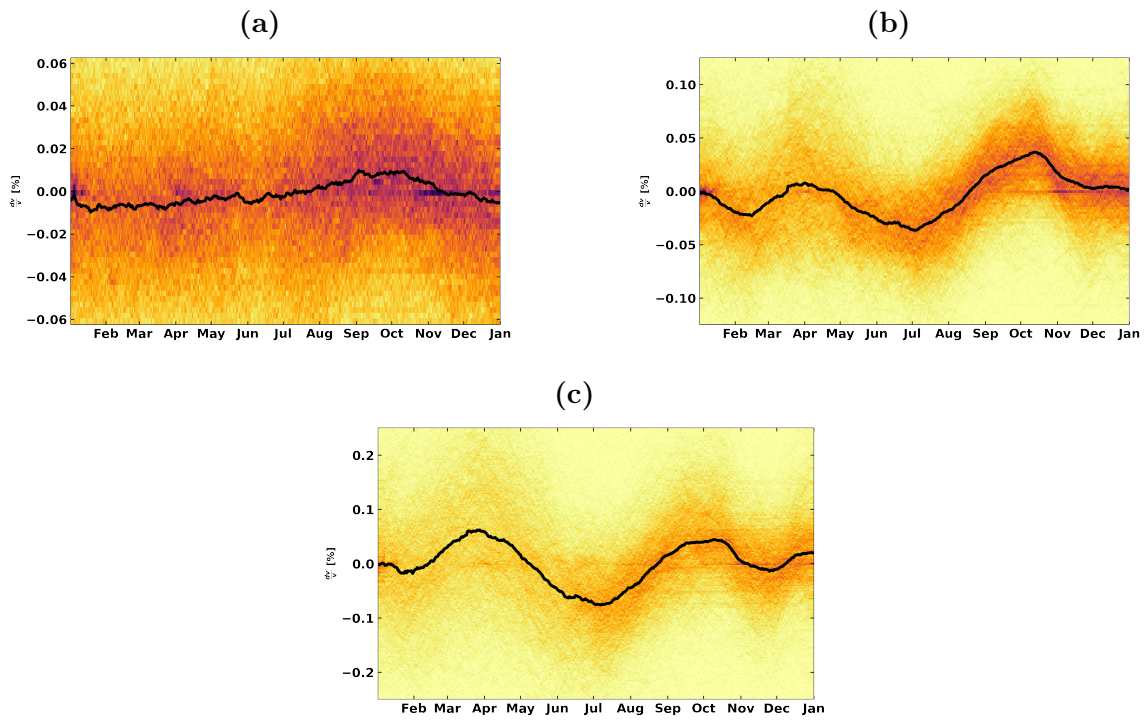 (a)
(b)
0.06
0.04
0.02
0.00
−0.02
−0.04
−0.06
dv/v [%]
Feb Mar Apr May Jun Jul Aug Sep Oct Nov Dec Jan
0.10
0.05
0.00
−0.05
−0.10
dv/v [%]
Feb Mar Apr May Jun Jul Aug Sep Oct Nov Dec Jan
(c)
0.2
0.1
0.0
−0.1
−0.2
dv/v [%]
Feb Mar Apr May Jun Jul Aug Sep Oct Nov Dec Jan